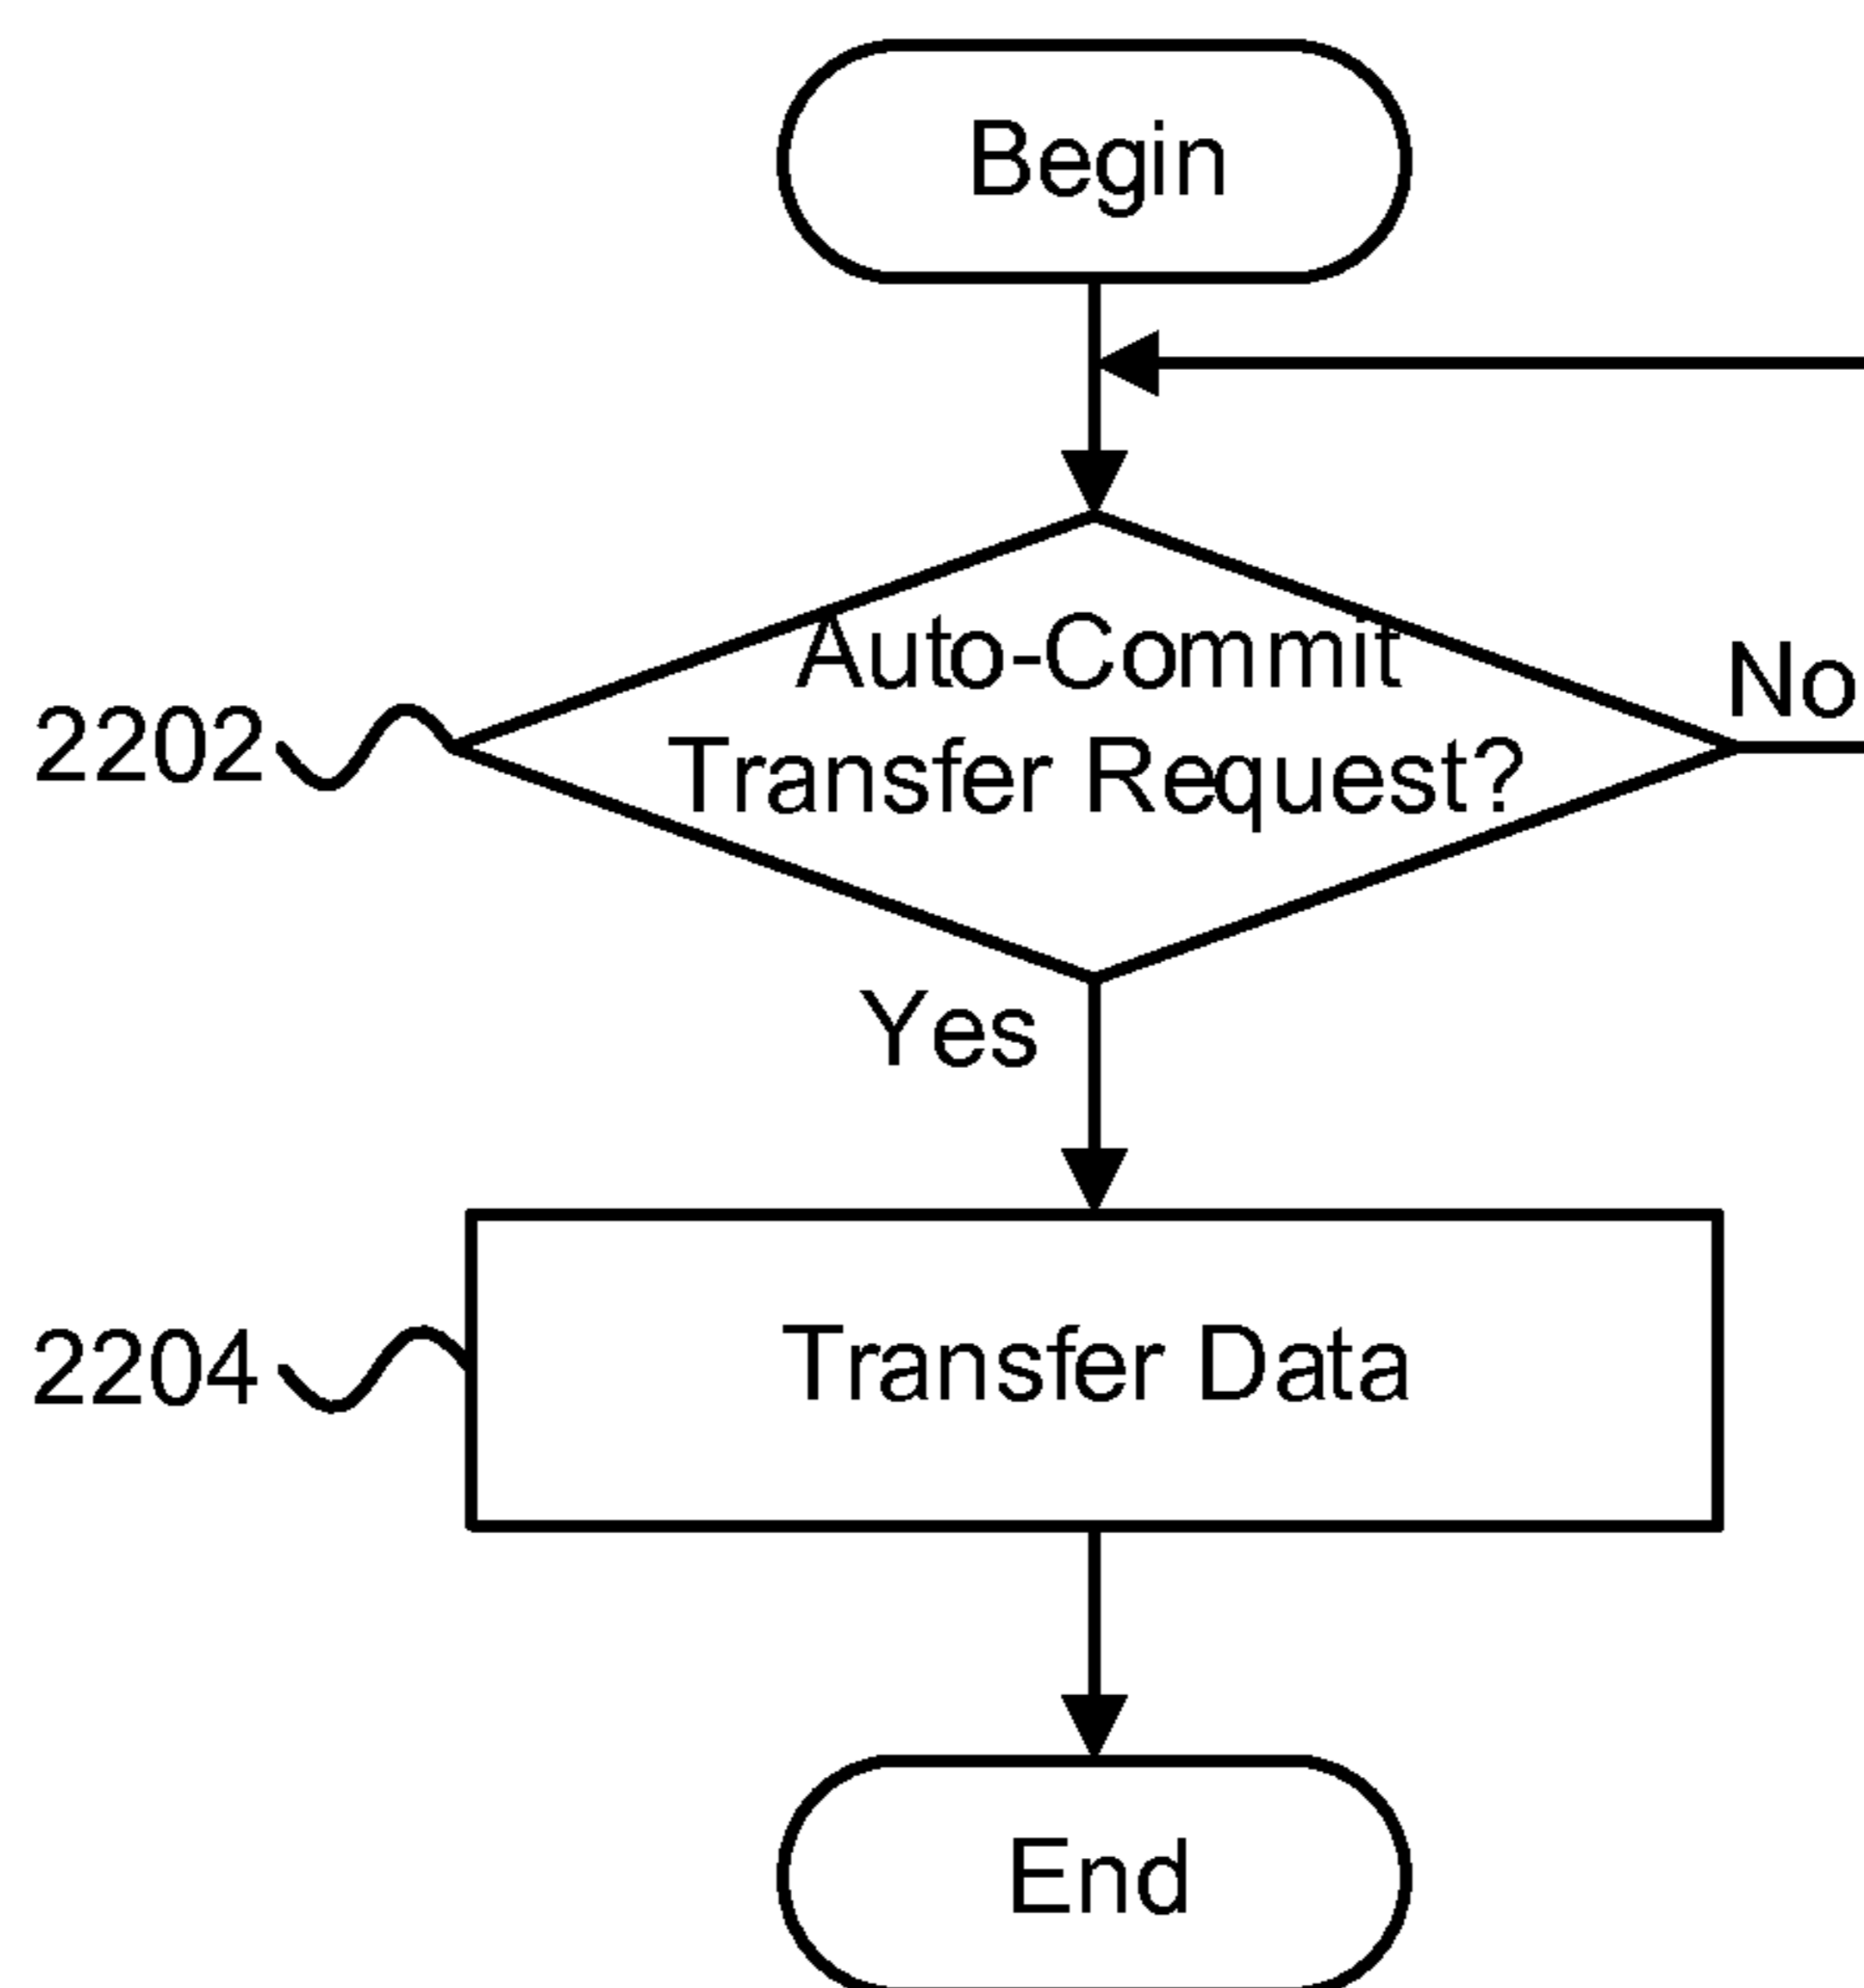 Begin
Auto-Commit
No
2202
Transfer Request?
Yes
2204
Transfer Data
End